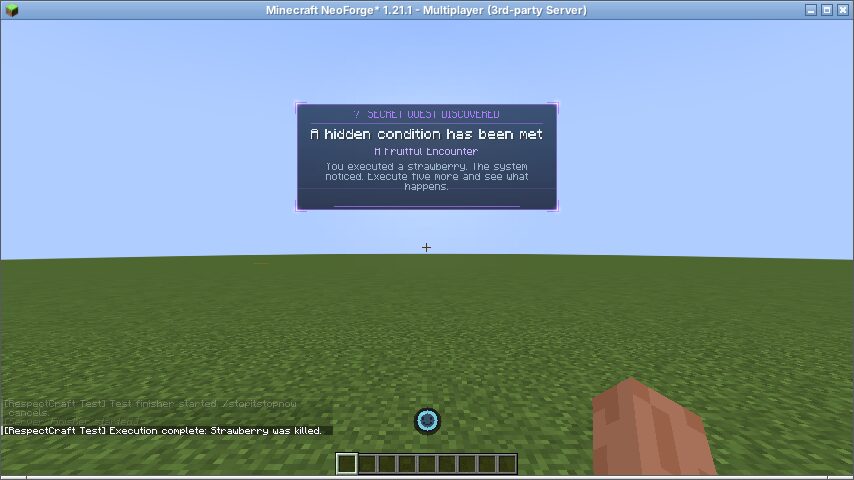 Minecraft NeoForge* 1.21.1 - Multiplayer (3rd-party Server)
? SECRET QUEST DISCOVERED
A hidden condition has been met
A Fruitful Encounter
You executed a strawberry. The system
noticed. Execute five more and see what
happens.
[RespectCraft Test] Test finisher started. /stopitstopnow
cancels.
[RespectCraft Test] Execution complete: Strawberry was killed.